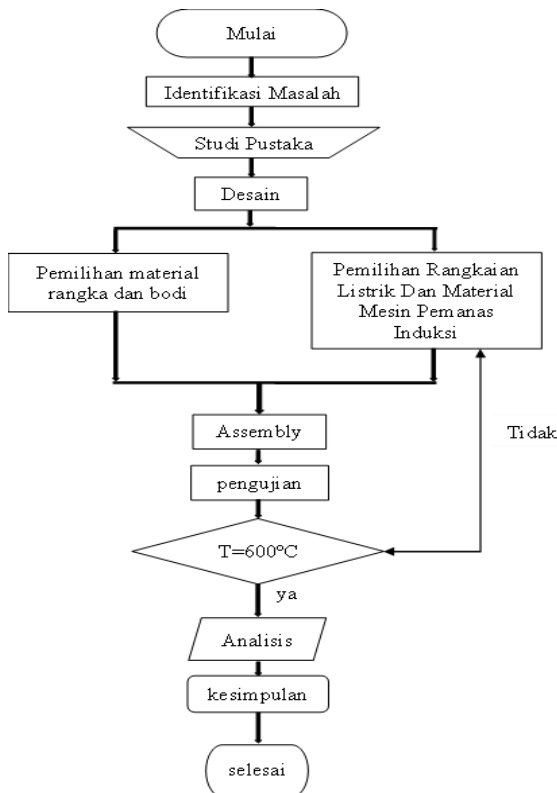 Mulai
Identifikasi Masalah
Studi Pustaka
Desain
Pemilihan material
rangka dan bodi
Pemilihan Rangkaian
Listrik Dan Material
Mesin Pemanas
Induksi
Assembly
Tidak
pengujian
T=600°C
ya
Analisis
kesimpulan
selesai